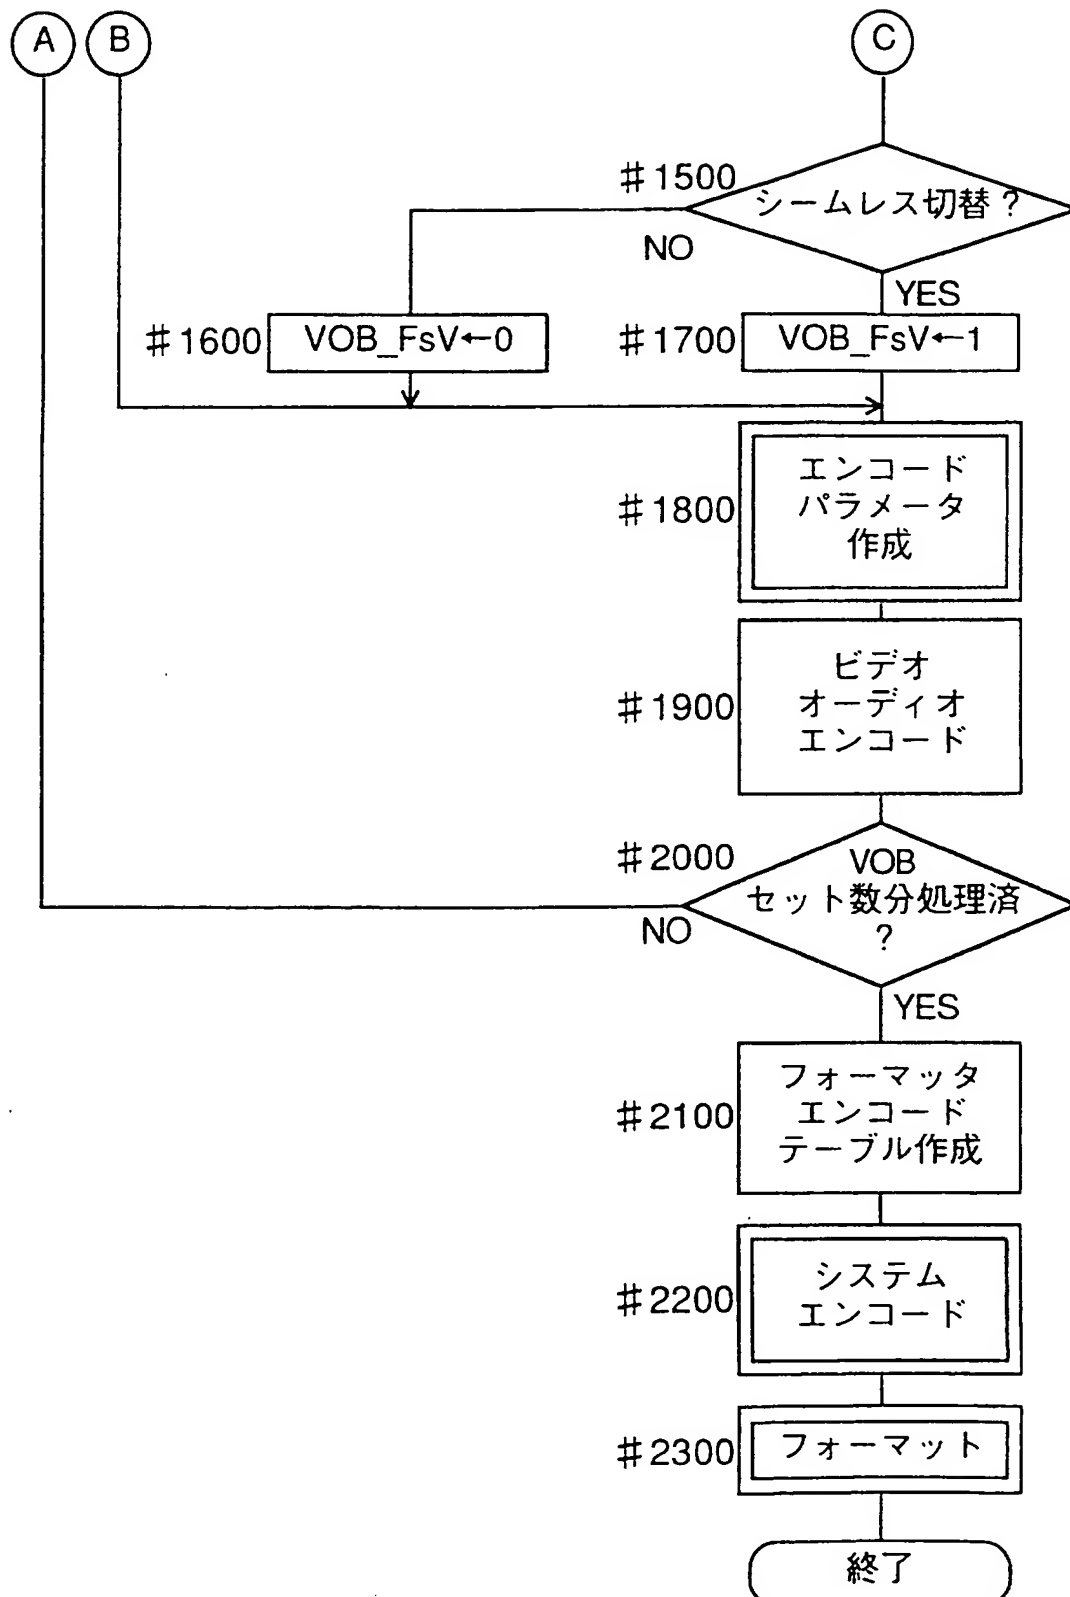 A
B
C
#1500
シームレス切替?
NO
YES
#1600
VOB_FsV←0
#1700
VOB_FsV←1
#1800
エンコード
パラメータ
作成
#1900
ビデオ
オーディオ
エンコード
#2000
VOB
セット数分処理済
?
NO
YES
#2100
フォーマッタ
エンコード
テーブル作成
#2200
システム
エンコード
#2300
フォーマット
終了